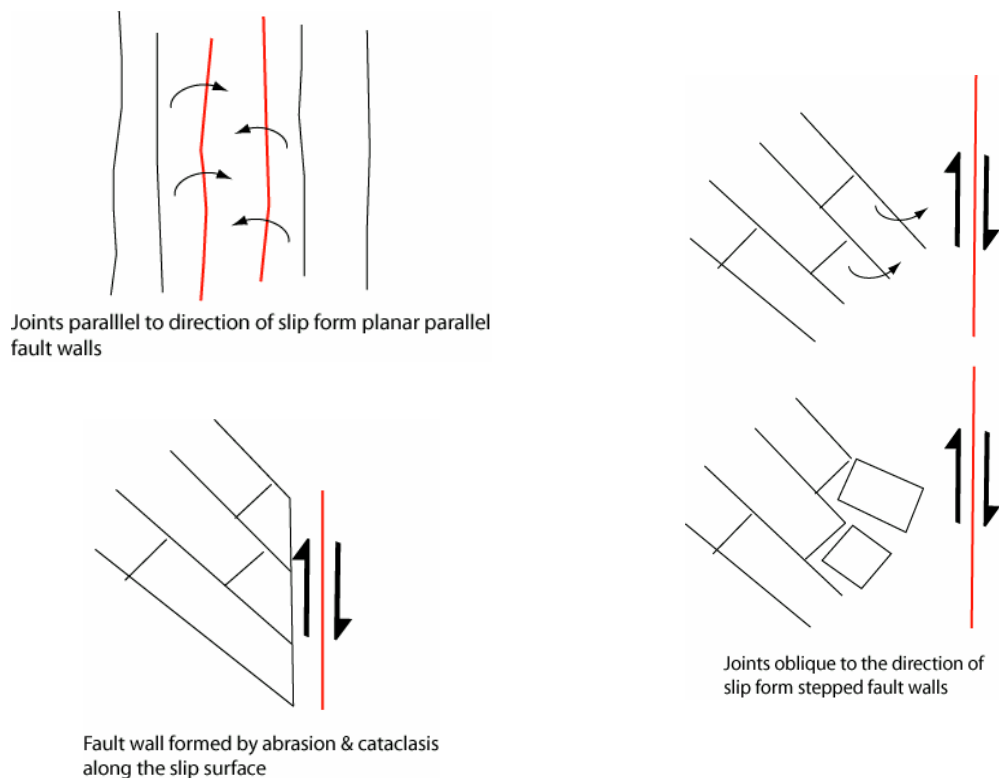 Joints paralllel to direction of slip form planar parallel
fault walls
Fault wall formed by abrasion & cataclasis
along the slip surface
Joints oblique to the direction of
slip form stepped fault walls